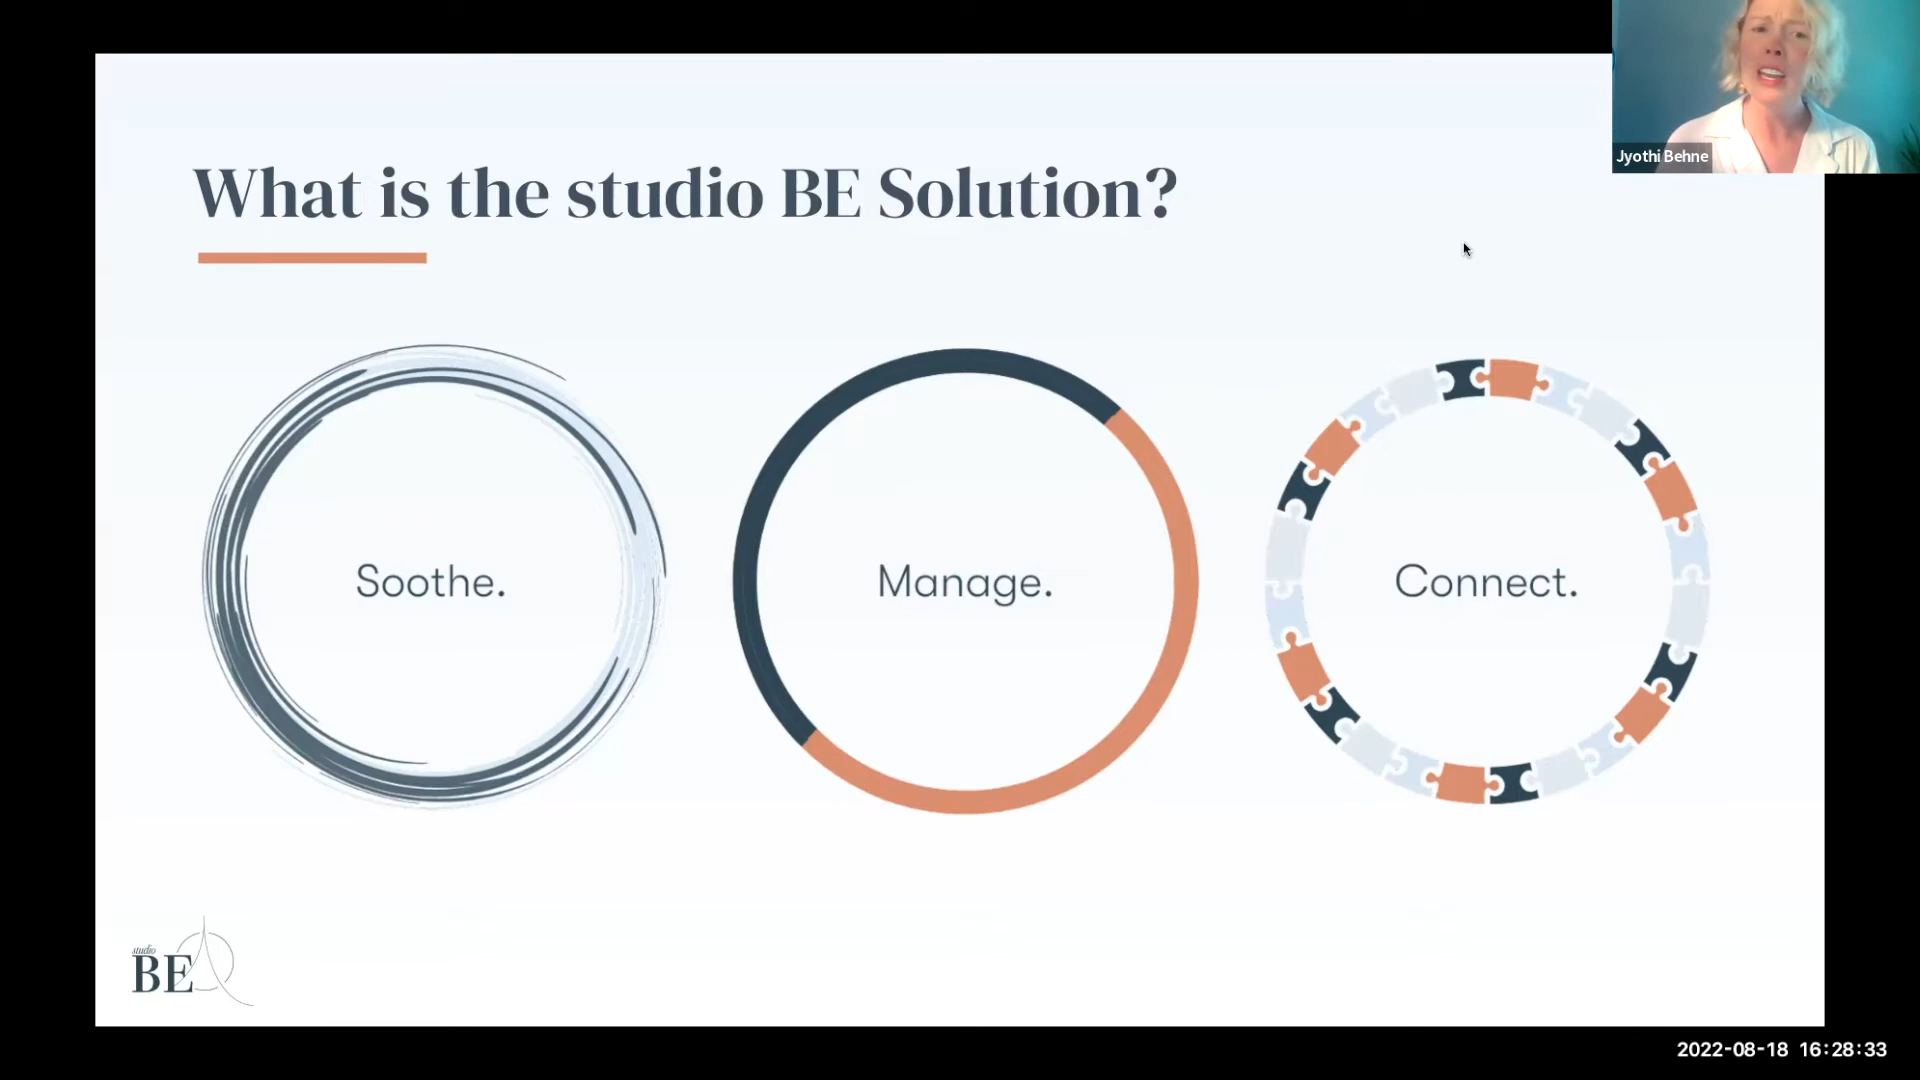 Jyothi Behne
What is the studio BE Solution?
Soothe.
Manage.
Connect.
studio
BE
2022-08-18 16:28:33